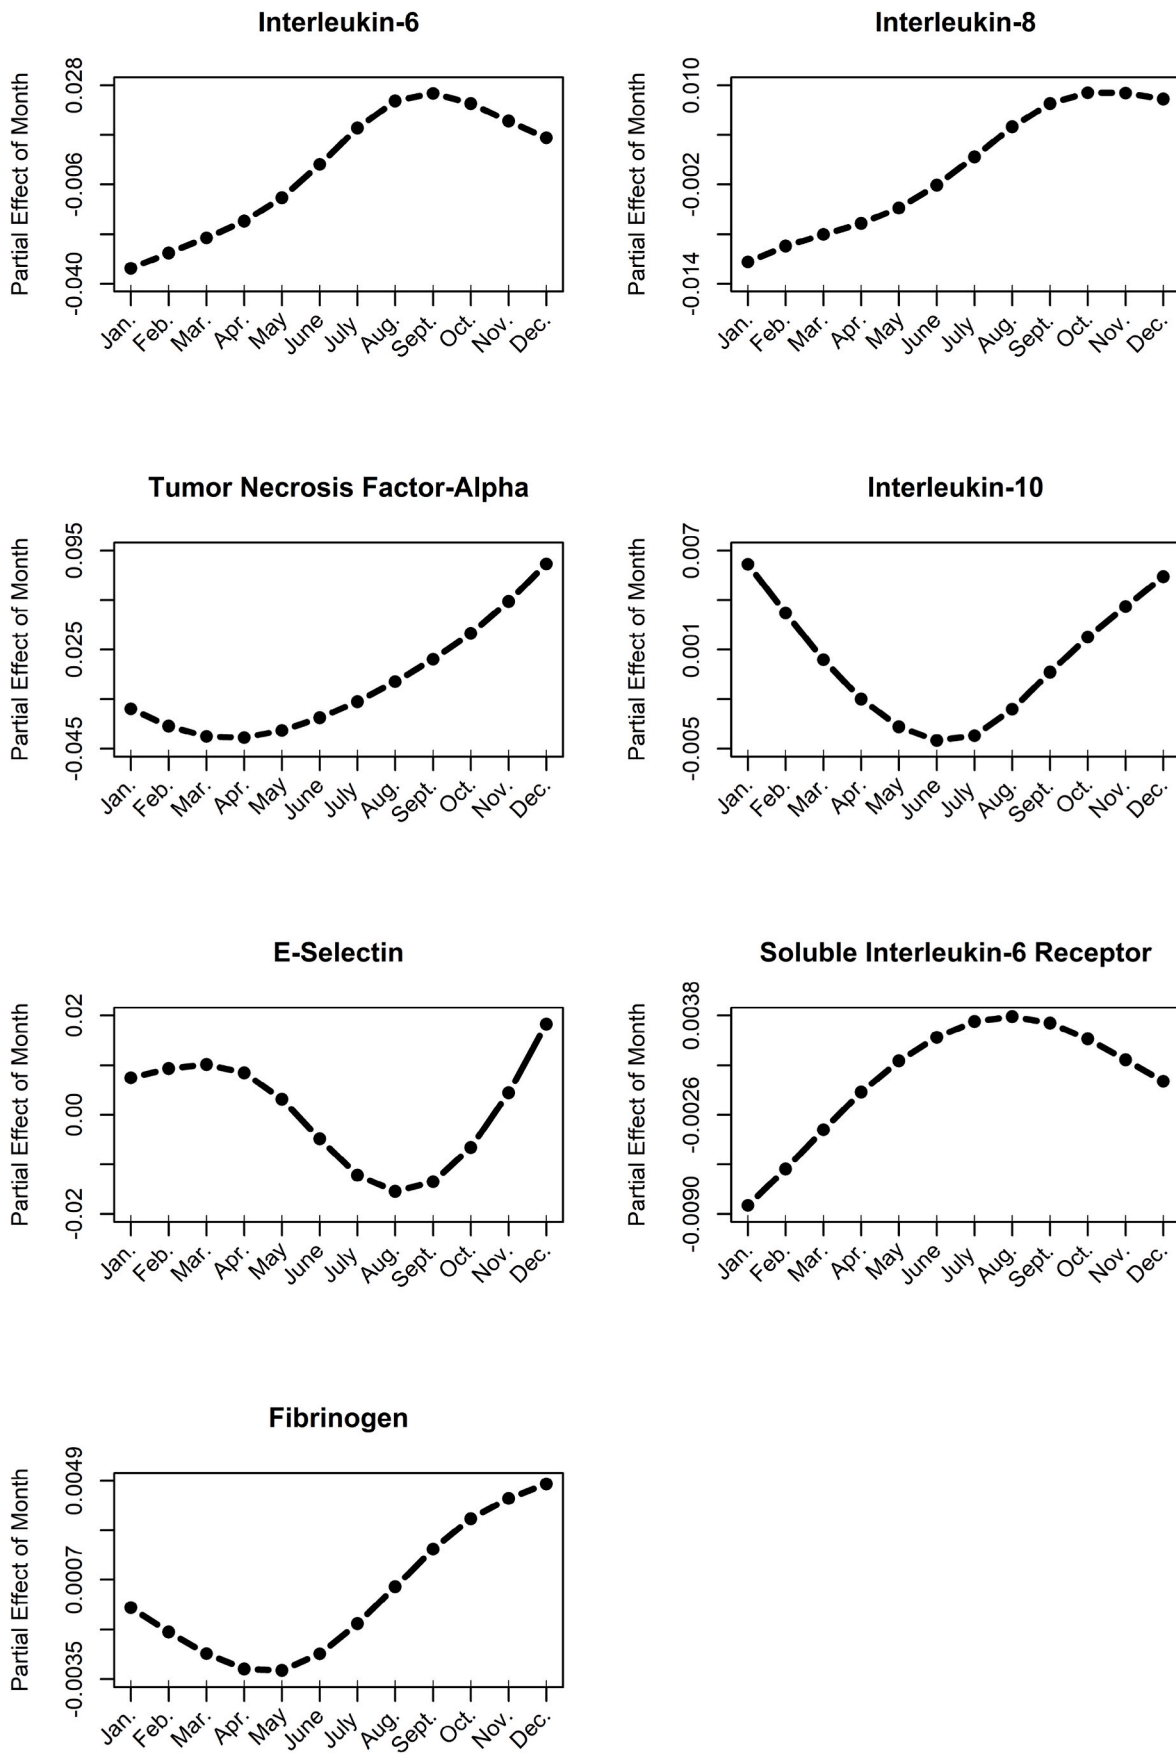 Interleukin-6
Partial Effect of Month
0.028
-0.006
-0.040
Jan. Feb. Mar. Apr. May June July Aug. Sept. Oct. Nov. Dec.
Interleukin-8
Partial Effect of Month
0.010
-0.002
-0.014
Jan. Feb. Mar. Apr. May June July Aug. Sept. Oct. Nov. Dec.
Tumor Necrosis Factor-Alpha
Partial Effect of Month
0.095
0.025
-0.045
Jan. Feb. Mar. Apr. May June July Aug. Sept. Oct. Nov. Dec.
Interleukin-10
Partial Effect of Month
0.007
0.001
-0.005
Jan. Feb. Mar. Apr. May June July Aug. Sept. Oct. Nov. Dec.
E-Selectin
Partial Effect of Month
0.02
0.00
-0.02
Jan. Feb. Mar. Apr. May June July Aug. Sept. Oct. Nov. Dec.
Soluble Interleukin-6 Receptor
Partial Effect of Month
0.0038
-0.0026
-0.0090
Jan. Feb. Mar. Apr. May June July Aug. Sept. Oct. Nov. Dec.
Fibrinogen
Partial Effect of Month
0.0049
0.0007
-0.0035
Jan. Feb. Mar. Apr. May June July Aug. Sept. Oct. Nov. Dec.